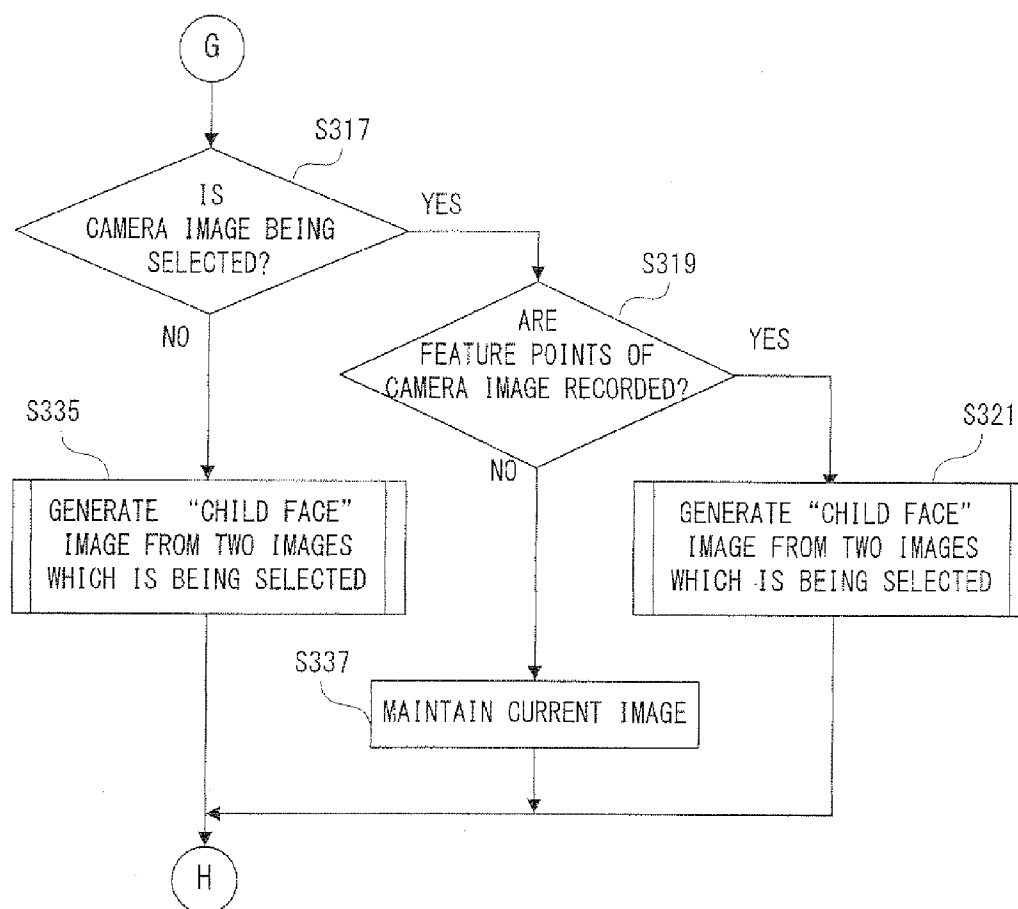 G
S317
IS
CAMERA IMAGE BEING
SELECTED?
YES
NO
S319
ARE
FEATURE POINTS OF
CAMERA IMAGE RECORDED?
YES
NO
S335
GENERATE “CHILD FACE”
IMAGE FROM TWO IMAGES
WHICH IS BEING SELECTED
S321
GENERATE “CHILD FACE”
IMAGE FROM TWO IMAGES
WHICH IS BEING SELECTED
S337
MAINTAIN CURRENT IMAGE
H